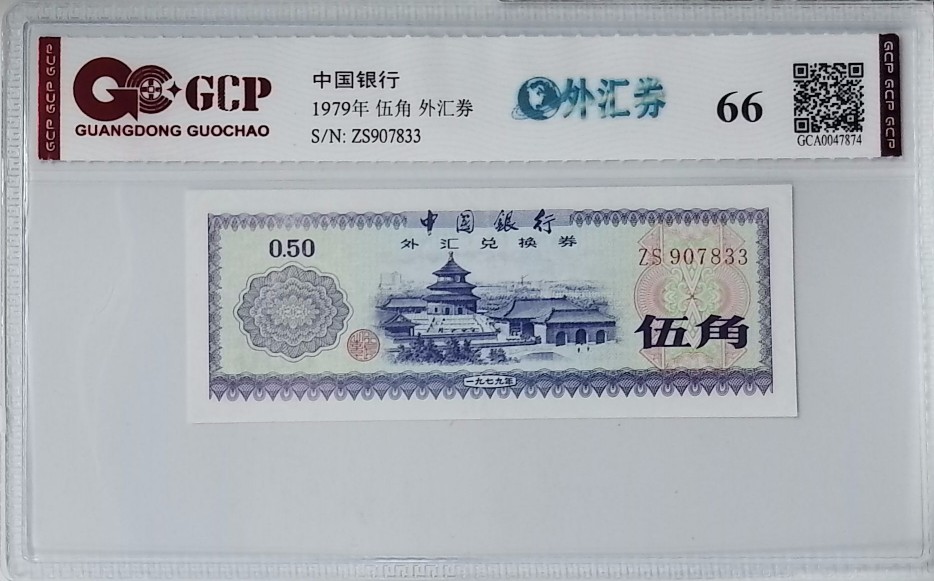 GCP GCP GCP
GCP
GUANGDONG GUOCHAO
中国银行
1979年 伍角 外汇券
S/N: ZS907833
外汇券
66
GCA0047874
GCP GCP GCP
中国銀行
外汇兑换券
0.50
ZS 907833
伍角
一九七九年